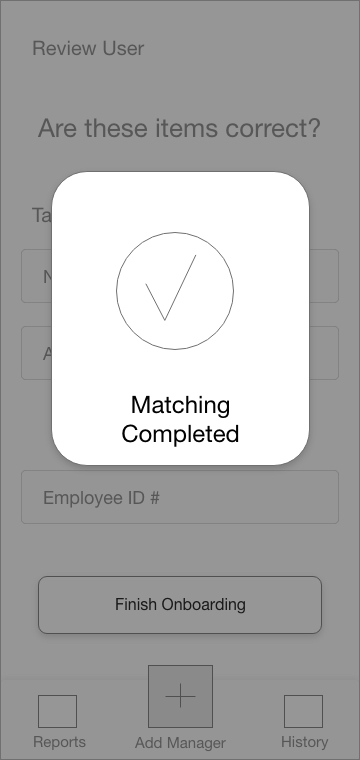 Review User
Are these items correct?
Ta
N
A
Matching
Completed
Employee ID #
Finish Onboarding
Reports
Add Manager
History